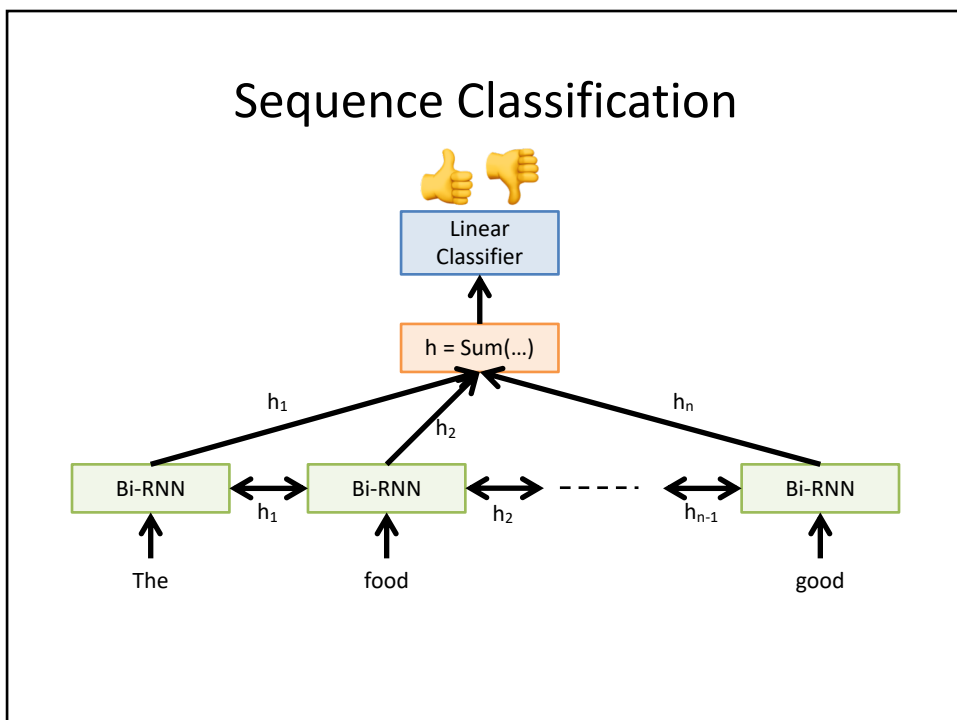 Sequence Classification
Linear
Classifier
h = Sum(…)
h₁
h₂
hₙ
Bi-RNN
Bi-RNN
Bi-RNN
h₁
h₂
hₙ₋₁
The
food
good